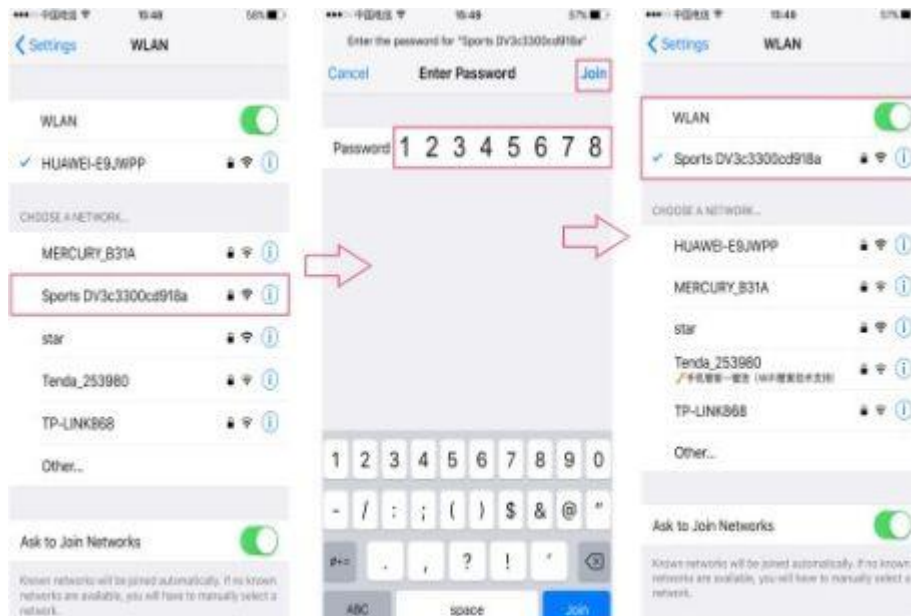 中国电信 15:48 58%
Settings WLAN
WLAN
HUAWEI-E9JWPP
CHOOSE A NETWORK...
MERCURY_B31A
Sports DV3c3300cd918a
star
Tenda_253980
TP-LINK868
Other...
Ask to Join Networks
Known networks will be joined automatically. If no known
networks are available, you will have to manually select a
network.
中国电信 15:49 57%
Enter the password for "Sports DV3c3300cd918a"
Cancel Enter Password Join
Password 1 2 3 4 5 6 7 8
1 2 3 4 5 6 7 8 9 0
- / : ; ( ) $ & @ "
#+= . , ? ! '
ABC space Join
中国电信 15:49 57%
Settings WLAN
WLAN
Sports DV3c3300cd918a
CHOOSE A NETWORK...
HUAWEI-E9JWPP
MERCURY_B31A
star
Tenda_253980
TP-LINK868
Other...
Ask to Join Networks
Known networks will be joined automatically. If no known
networks are available, you will have to manually select a
network.